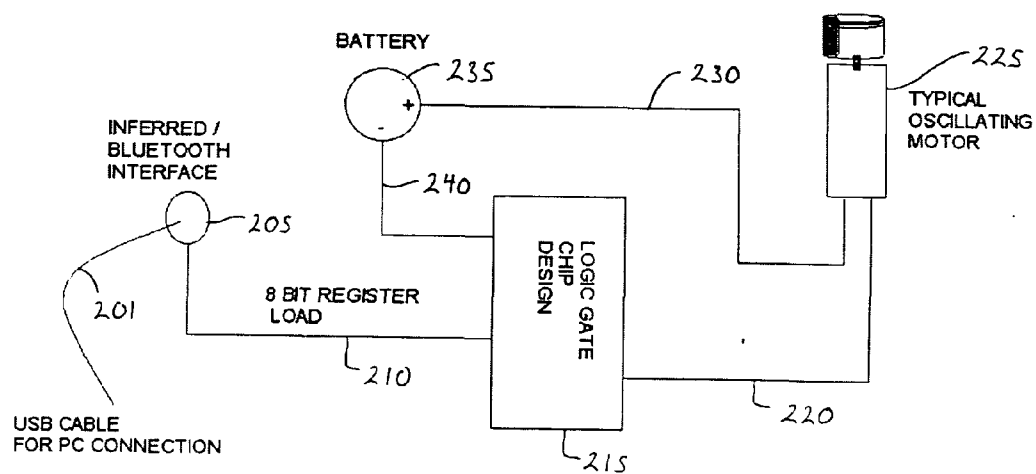 BATTERY
235
+
-
230
225
TYPICAL
OSCILLATING
MOTOR
INFERRED /
BLUETOOTH
INTERFACE
205
240
LOGIC GATE
CHIP
DESIGN
201
8 BIT REGISTER
LOAD
210
220
USB CABLE
FOR PC CONNECTION
215